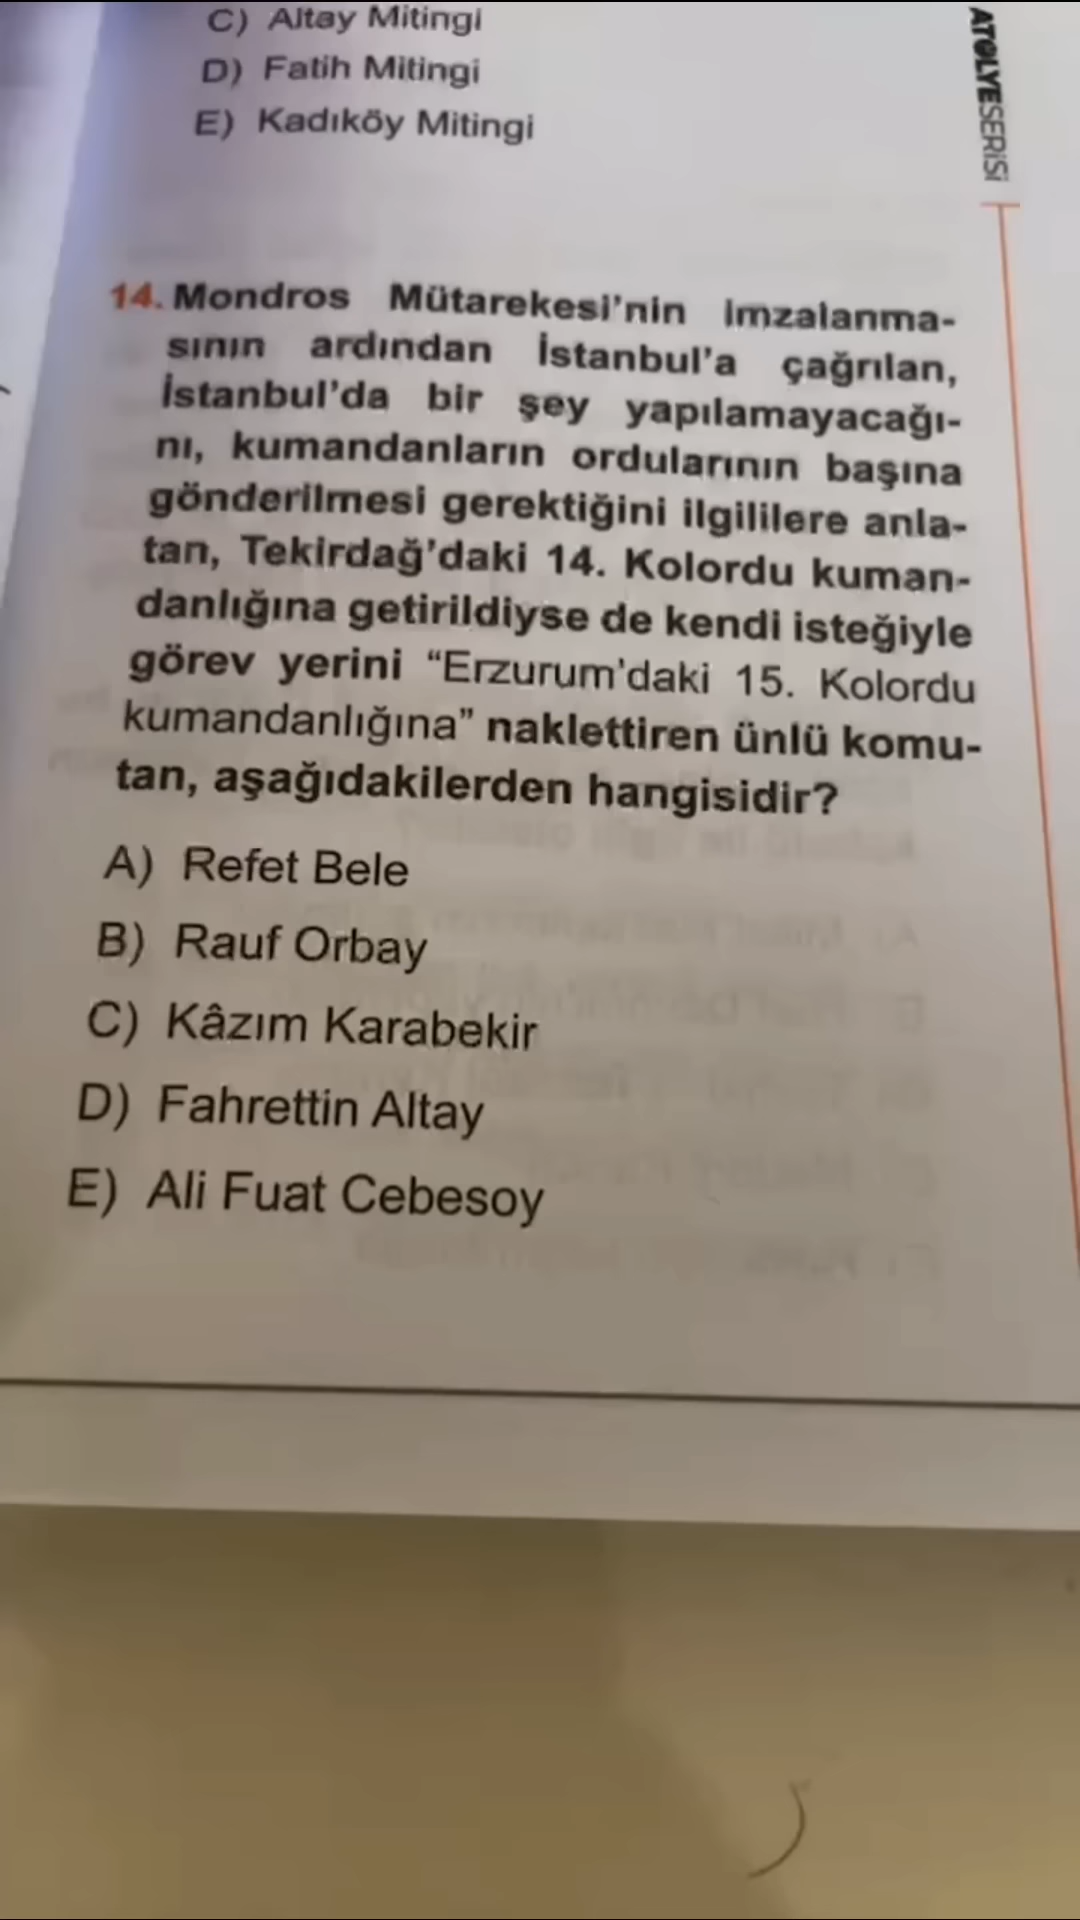 C) Altay Mitingi
D) Fatih Mitingi
E) Kadıköy Mitingi
ATOLYESERİSİ
14. Mondros Mütarekesi'nin imzalanma-
sının ardından İstanbul'a çağrılan,
İstanbul'da bir şey yapılamayacağı-
nı, kumandanların ordularının başına
gönderilmesi gerektiğini ilgililere anla-
tan, Tekirdağ'daki 14. Kolordu kuman-
danlığına getirildiyse de kendi isteğiyle
görev yerini “Erzurum'daki 15. Kolordu
kumandanlığına” naklettiren ünlü komu-
tan, aşağıdakilerden hangisidir?
A) Refet Bele
B) Rauf Orbay
C) Kâzım Karabekir
D) Fahrettin Altay
E) Ali Fuat Cebesoy